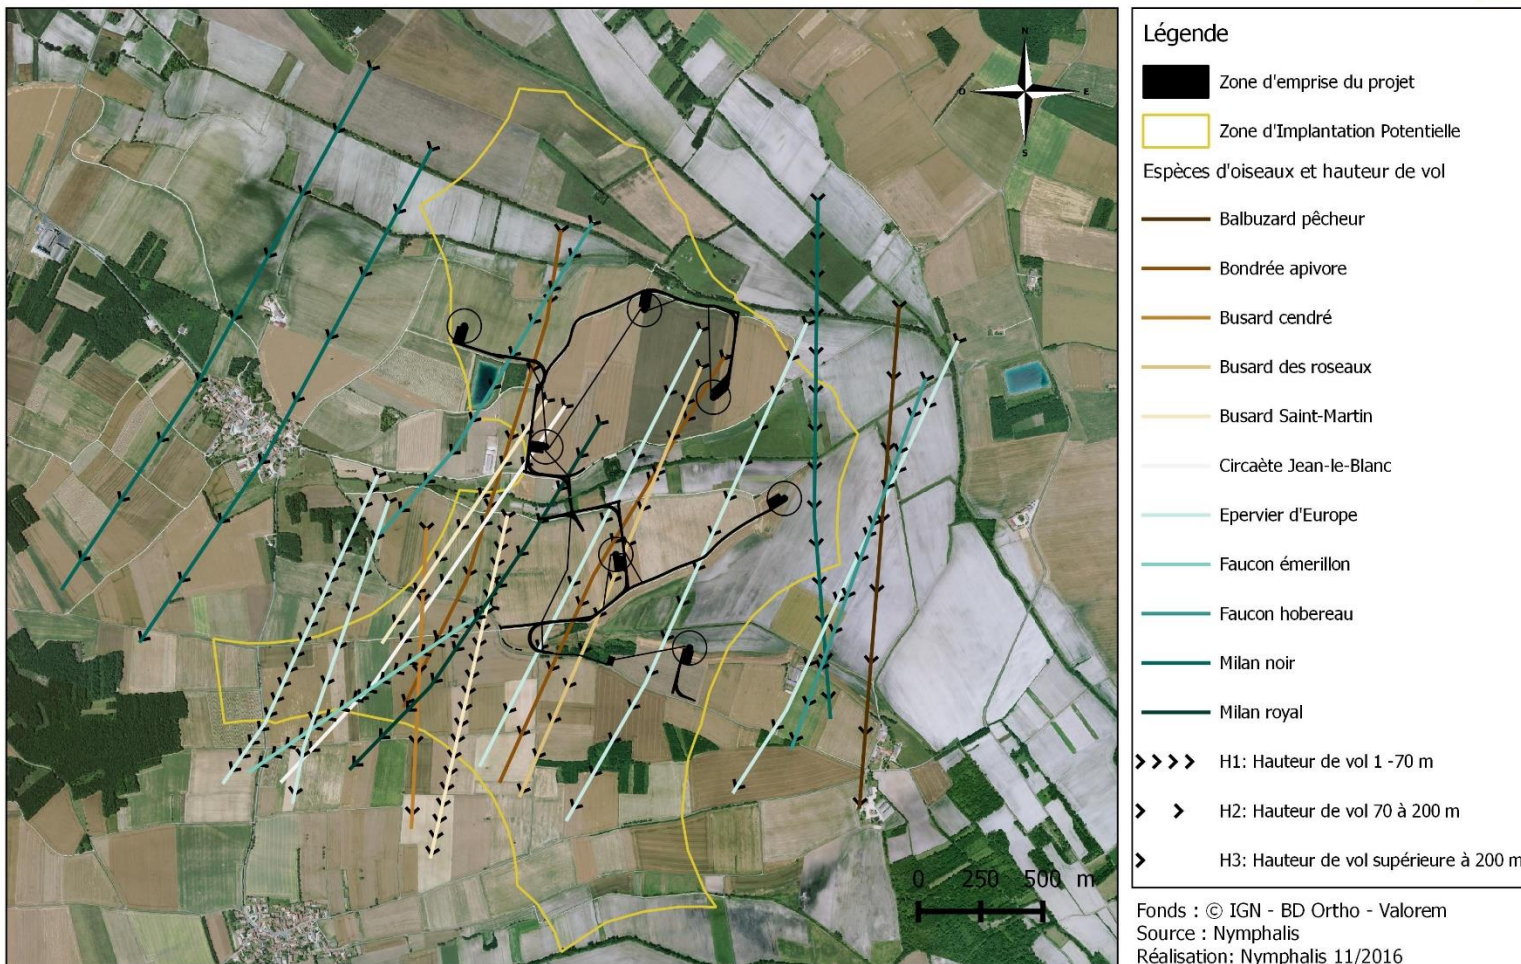 N
O
E
S
0 250 500 m
Légende
Zone d'emprise du projet
Zone d'Implantation Potentielle
Espèces d'oiseaux et hauteur de vol
Balbuzard pêcheur
Bondrée apivore
Busard cendré
Busard des roseaux
Busard Saint-Martin
Circaète Jean-le-Blanc
Epervier d'Europe
Faucon émerillon
Faucon hobereau
Milan noir
Milan royal
H1: Hauteur de vol 1 -70 m
H2: Hauteur de vol 70 à 200 m
H3: Hauteur de vol supérieure à 200 m
Fonds : © IGN - BD Ortho - Valorem
Source : Nymphalis
Réalisation: Nymphalis 11/2016